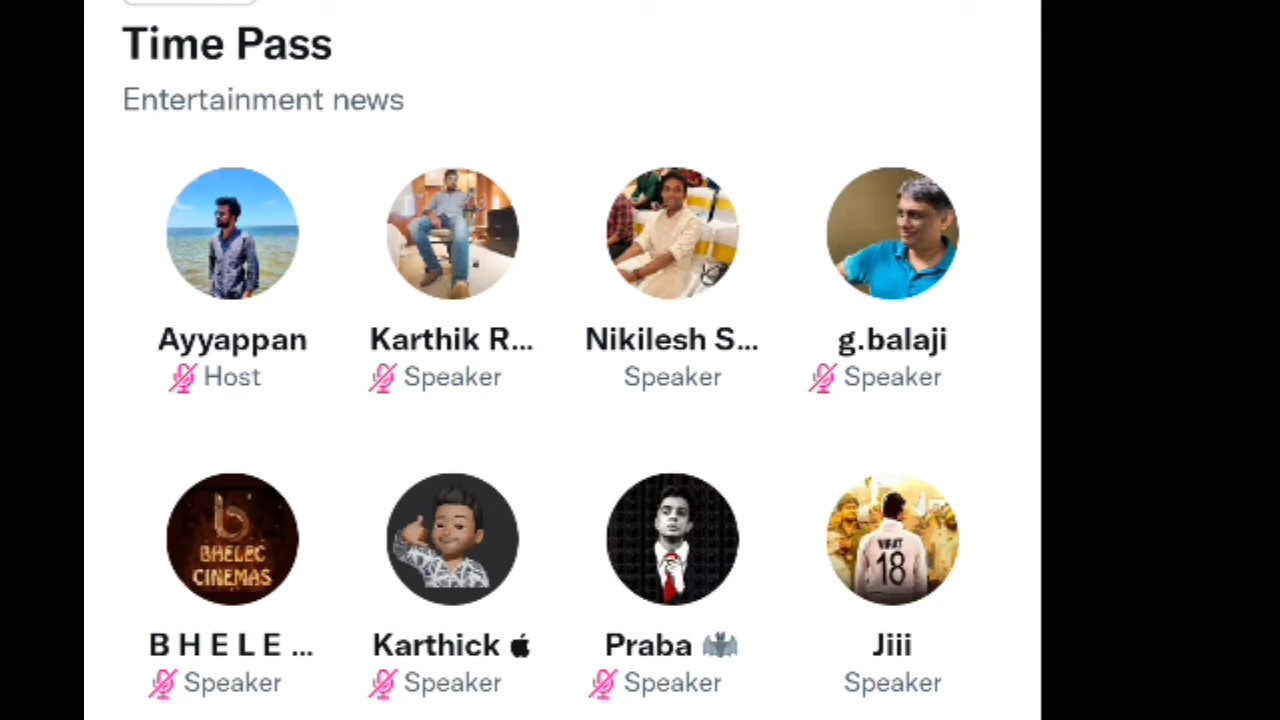 Time Pass
Entertainment news
Ayyappan
Host
Karthik R...
Speaker
Nikilesh S...
Speaker
g.balaji
Speaker
BHELEC
CINEMAS
B H E L E ...
Speaker
Karthick
Speaker
Praba 🦇
Speaker
VIRAT
18
Jiii
Speaker